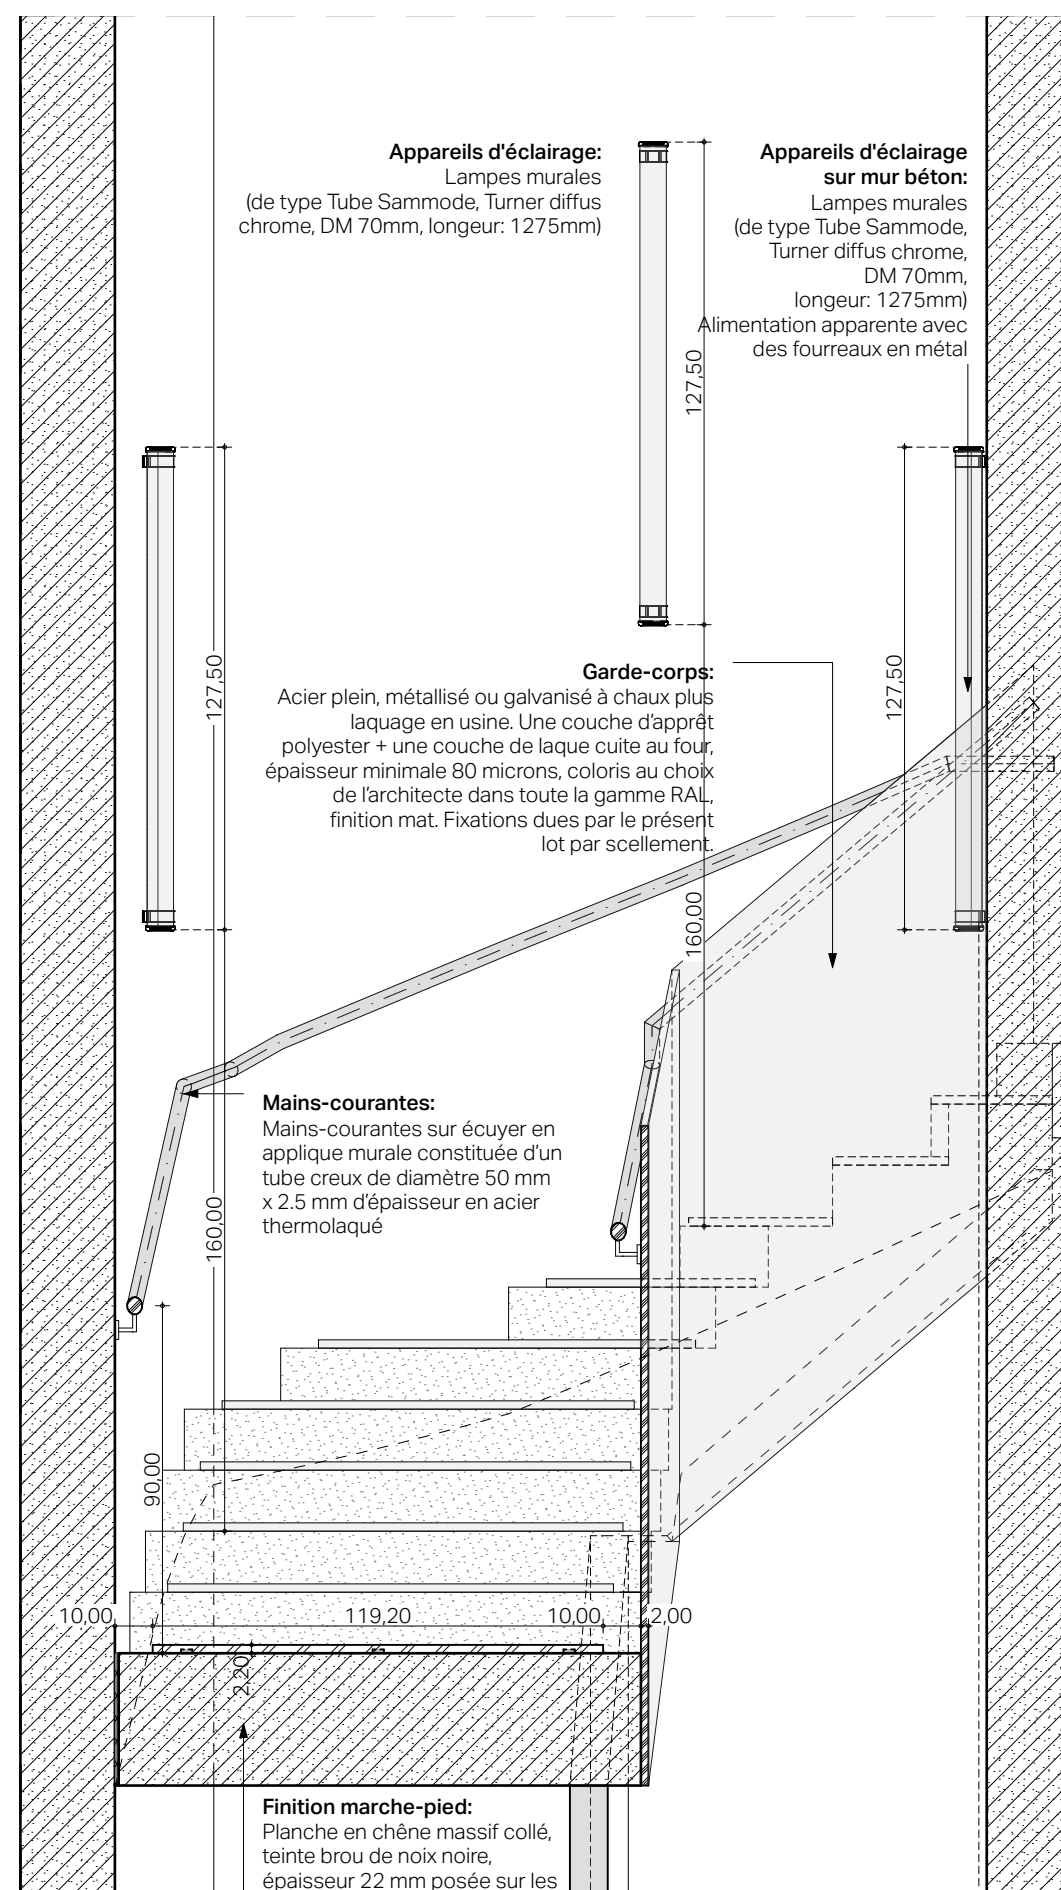 Appareils d'éclairage:
Lampes murales
(de type Tube Sammode, Turner diffus
chrome, DM 70mm, longeur: 1275mm)
Appareils d'éclairage
sur mur béton:
Lampes murales
(de type Tube Sammode,
Turner diffus chrome,
DM 70mm,
longeur: 1275mm)
Alimentation apparente avec
des fourreaux en métal
127,50
127,50
127,50
Garde-corps:
Acier plein, métallisé ou galvanisé à chaux plus
laquage en usine. Une couche d'apprêt
polyester + une couche de laque cuite au four,
épaisseur minimale 80 microns, coloris au choix
de l'architecte dans toute la gamme RAL,
finition mat. Fixations dues par le présent
lot par scellement.
160,00
Mains-courantes:
Mains-courantes sur écuyer en
applique murale constituée d'un
tube creux de diamètre 50 mm
x 2.5 mm d'épaisseur en acier
thermolaqué
160,00
90,00
10,00
119,20
10,00
2,00
2,20
Finition marche-pied:
Planche en chêne massif collé,
teinte brou de noix noire,
épaisseur 22 mm posée sur les